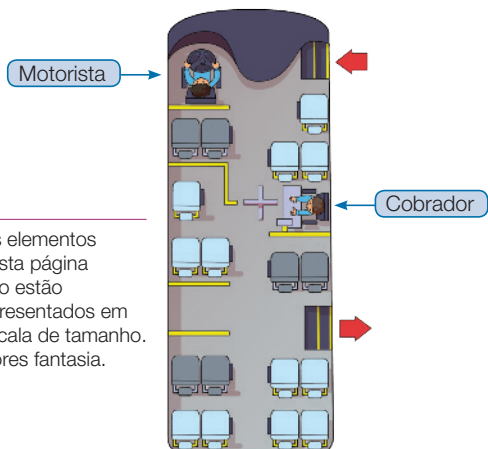 Motorista
Cobrador
s elementos
sta página
o estão
resentados em
cala de tamanho.
ores fantasia.